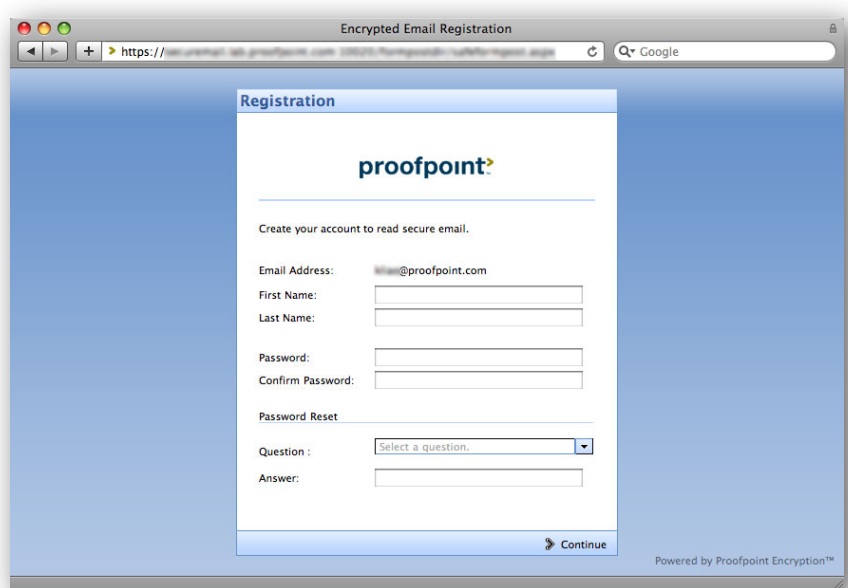 Encrypted Email Registration
https://
Google
Registration
proofpoint
Create your account to read secure email.
Email Address: @proofpoint.com
First Name:
Last Name:
Password:
Confirm Password:
Password Reset
Question : Select a question.
Answer:
Continue
Powered by Proofpoint Encryption™